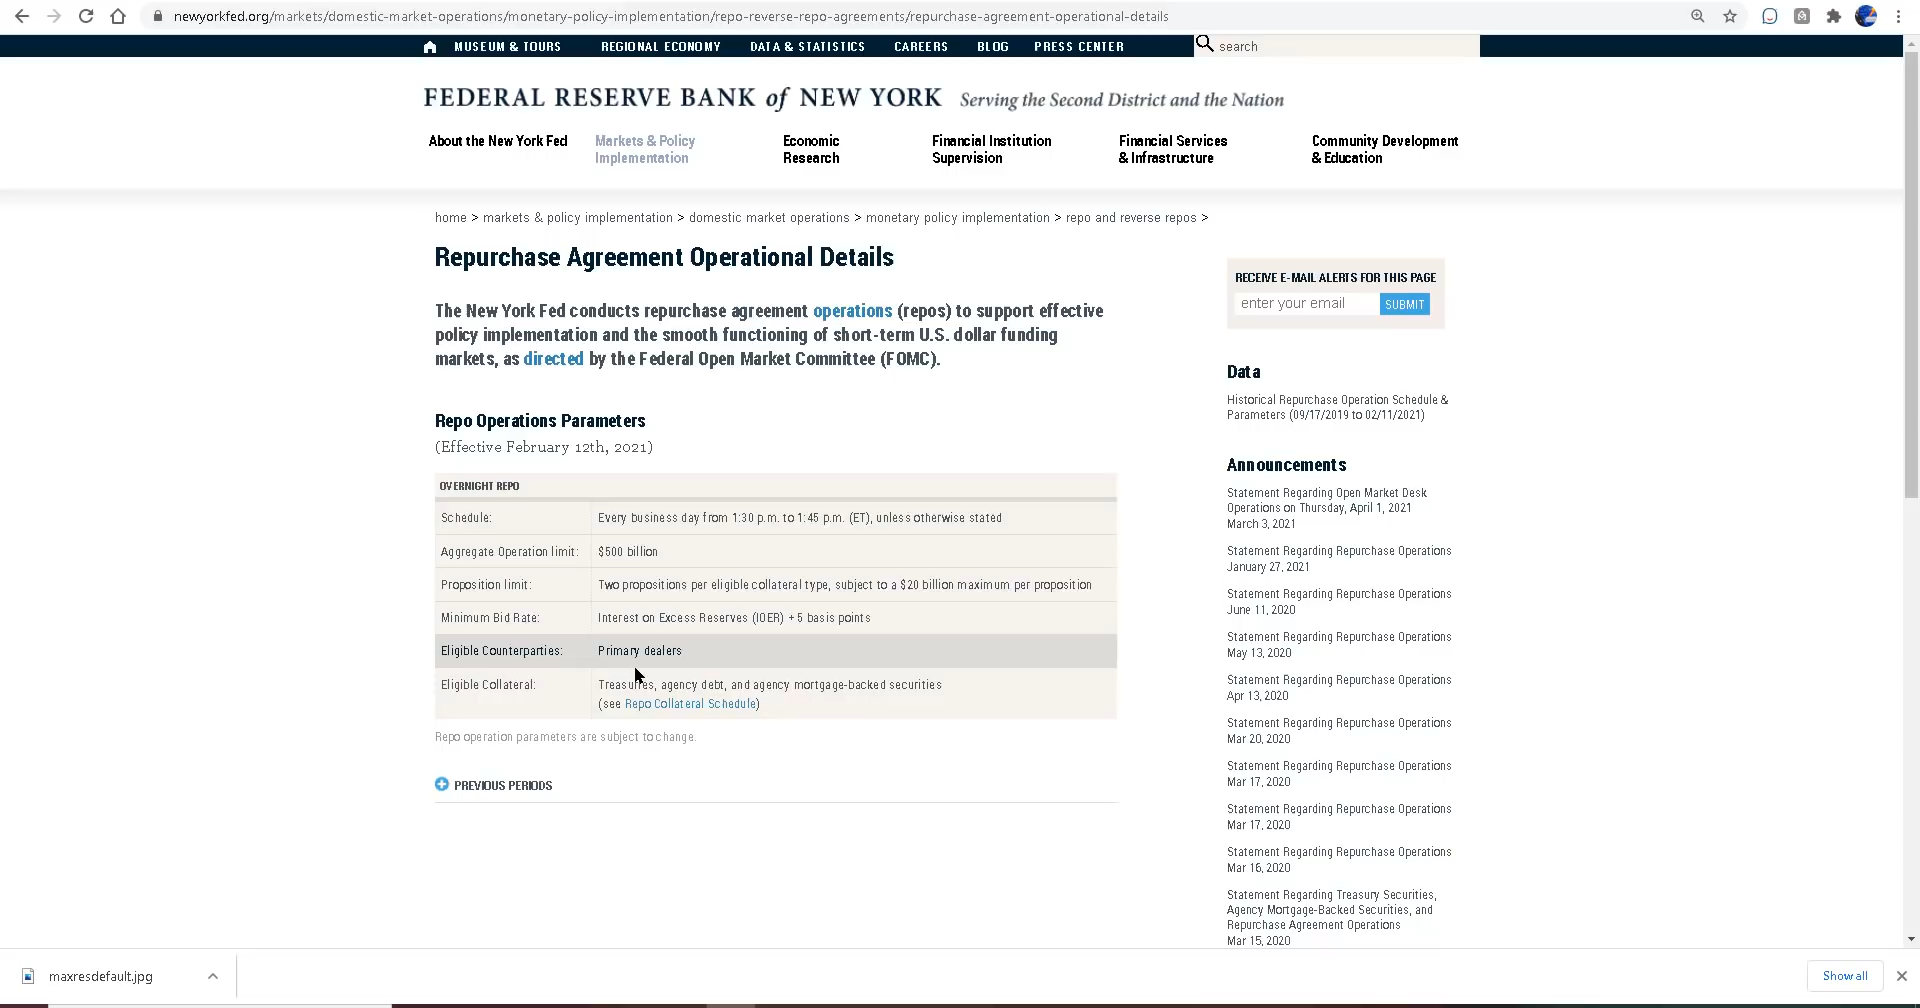 newyorkfed.org/markets/domestic-market-operations/monetary-policy-implementation/repo-reverse-repo-agreements/repurchase-agreement-operational-details
MUSEUM & TOURS REGIONAL ECONOMY DATA & STATISTICS CAREERS BLOG PRESS CENTER search
FEDERAL RESERVE BANK of NEW YORK Serving the Second District and the Nation
About the New York Fed
Markets & Policy
Implementation
Economic
Research
Financial Institution
Supervision
Financial Services
& Infrastructure
Community Development
& Education
home > markets & policy implementation > domestic market operations > monetary policy implementation > repo and reverse repos >
Repurchase Agreement Operational Details
The New York Fed conducts repurchase agreement operations (repos) to support effective
policy implementation and the smooth functioning of short-term U.S. dollar funding
markets, as directed by the Federal Open Market Committee (FOMC).
Repo Operations Parameters
(Effective February 12th, 2021)
OVERNIGHT REPO
Schedule: Every business day from 1:30 p.m. to 1:45 p.m. (ET), unless otherwise stated
Aggregate Operation limit: $500 billion
Proposition limit: Two propositions per eligible collateral type, subject to a $20 billion maximum per proposition
Minimum Bid Rate: Interest on Excess Reserves (IOER) + 5 basis points
Eligible Counterparties: Primary dealers
Eligible Collateral: Treasuries, agency debt, and agency mortgage-backed securities
(see Repo Collateral Schedule)
Repo operation parameters are subject to change.
PREVIOUS PERIODS
RECEIVE E-MAIL ALERTS FOR THIS PAGE
enter your email SUBMIT
Data
Historical Repurchase Operation Schedule &
Parameters (09/17/2019 to 02/11/2021)
Announcements
Statement Regarding Open Market Desk
Operations on Thursday, April 1, 2021
March 3, 2021
Statement Regarding Repurchase Operations
January 27, 2021
Statement Regarding Repurchase Operations
June 11, 2020
Statement Regarding Repurchase Operations
May 13, 2020
Statement Regarding Repurchase Operations
Apr 13, 2020
Statement Regarding Repurchase Operations
Mar 20, 2020
Statement Regarding Repurchase Operations
Mar 17, 2020
Statement Regarding Repurchase Operations
Mar 17, 2020
Statement Regarding Repurchase Operations
Mar 16, 2020
Statement Regarding Treasury Securities,
Agency Mortgage-Backed Securities, and
Repurchase Agreement Operations
Mar 15, 2020
maxresdefault.jpg
Show all